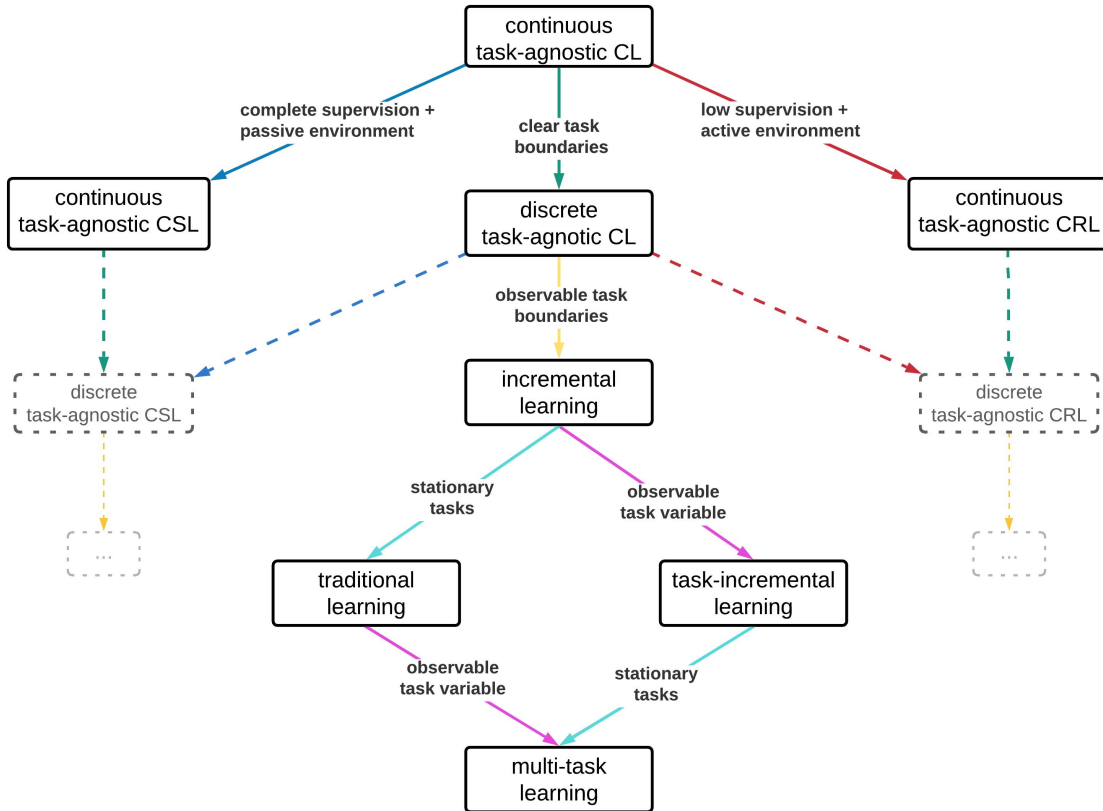 continuous
task-agnostic CL
complete supervision +
passive environment
clear task
boundaries
low supervision +
active environment
continuous
task-agnostic CSL
discrete
task-agnotic CL
continuous
task-agnostic CRL
observable task
boundaries
incremental
learning
discrete
task-agnostic CSL
discrete
task-agnostic CRL
stationary
tasks
observable
task variable
...
...
traditional
learning
task-incremental
learning
observable
task variable
stationary
tasks
multi-task
learning